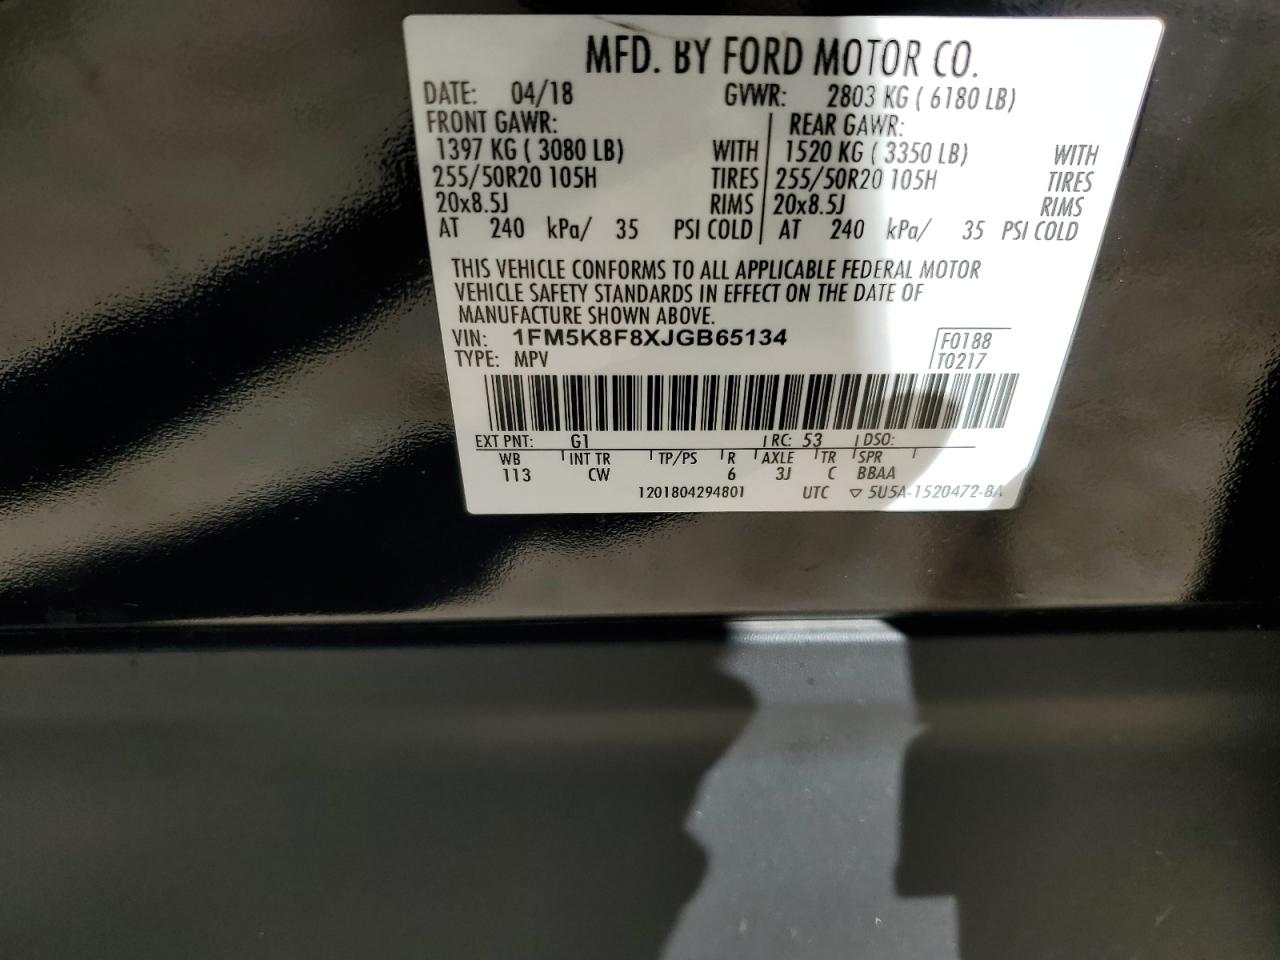 MFD. BY FORD MOTOR CO.
DATE: 04/18 GVWR: 2803 KG ( 6180 LB)
FRONT GAWR: REAR GAWR:
1397 KG ( 3080 LB) WITH 1520 KG ( 3350 LB) WITH
255/50R20 105H TIRES 255/50R20 105H TIRES
20x8.5J RIMS 20x8.5J RIMS
AT 240 kPa/ 35 PSI COLD AT 240 kPa/ 35 PSI COLD
THIS VEHICLE CONFORMS TO ALL APPLICABLE FEDERAL MOTOR
VEHICLE SAFETY STANDARDS IN EFFECT ON THE DATE OF
MANUFACTURE SHOWN ABOVE.
VIN: 1FM5K8F8XJGB65134 F0188
TYPE: MPV T0217
EXT PNT: G1 RC: 53 DSO:
WB INT TR TP/PS R AXLE TR SPR
113 CW 6 3J C BBAA
1201804294801 UTC ▽ 5U5A-1520472-BA